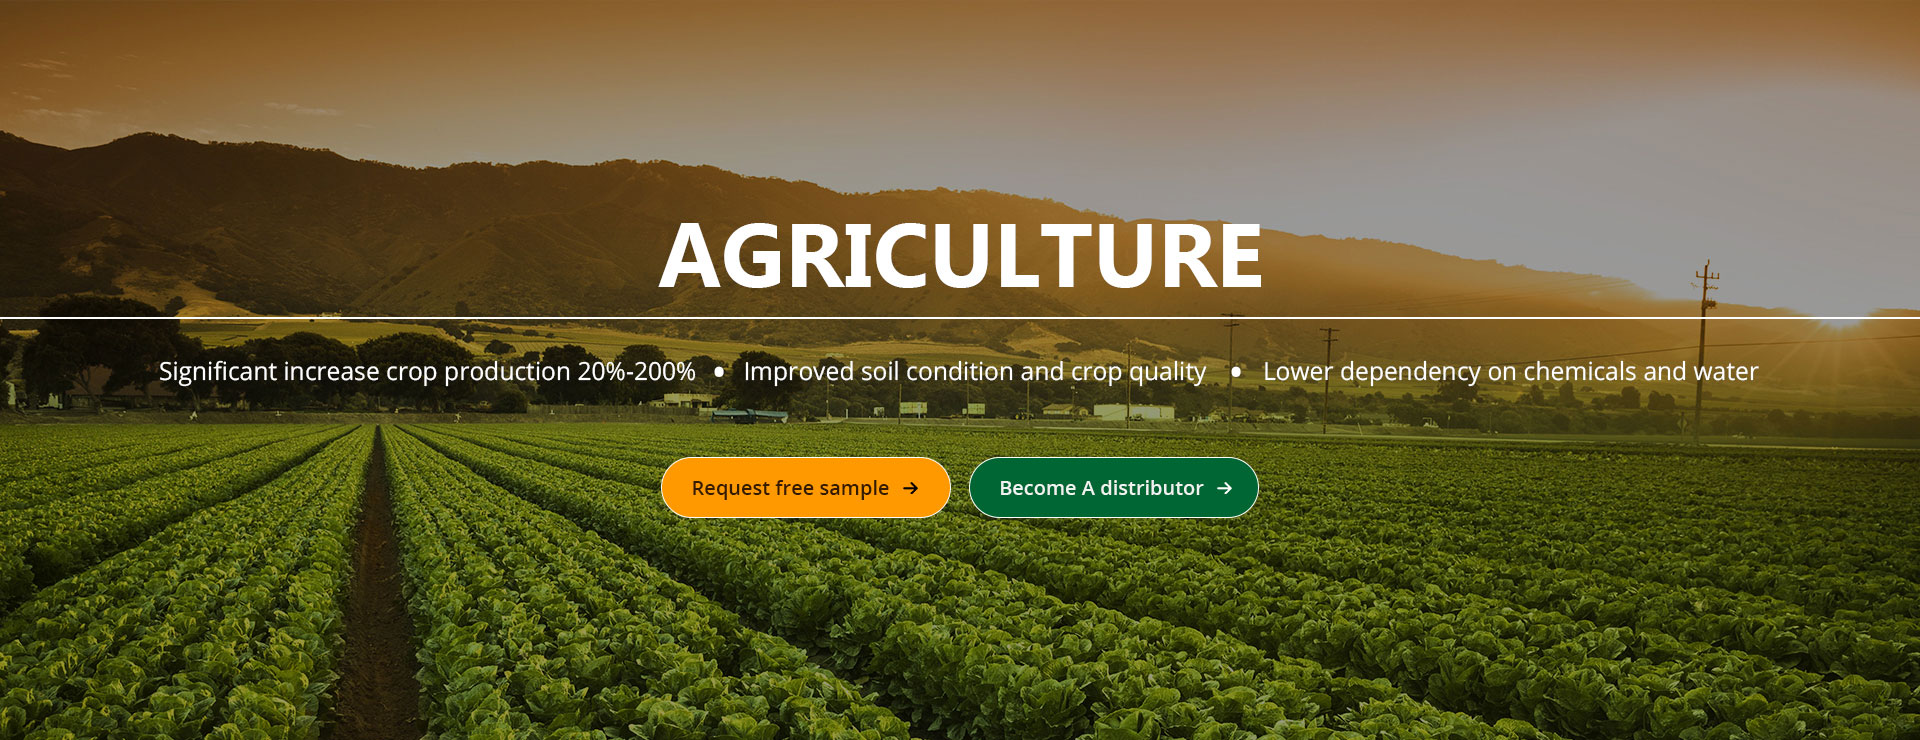 AGRICULTURE
Significant increase crop production 20%-200% • Improved soil condition and crop quality • Lower dependency on chemicals and water
Request free sample → Become A distributor →